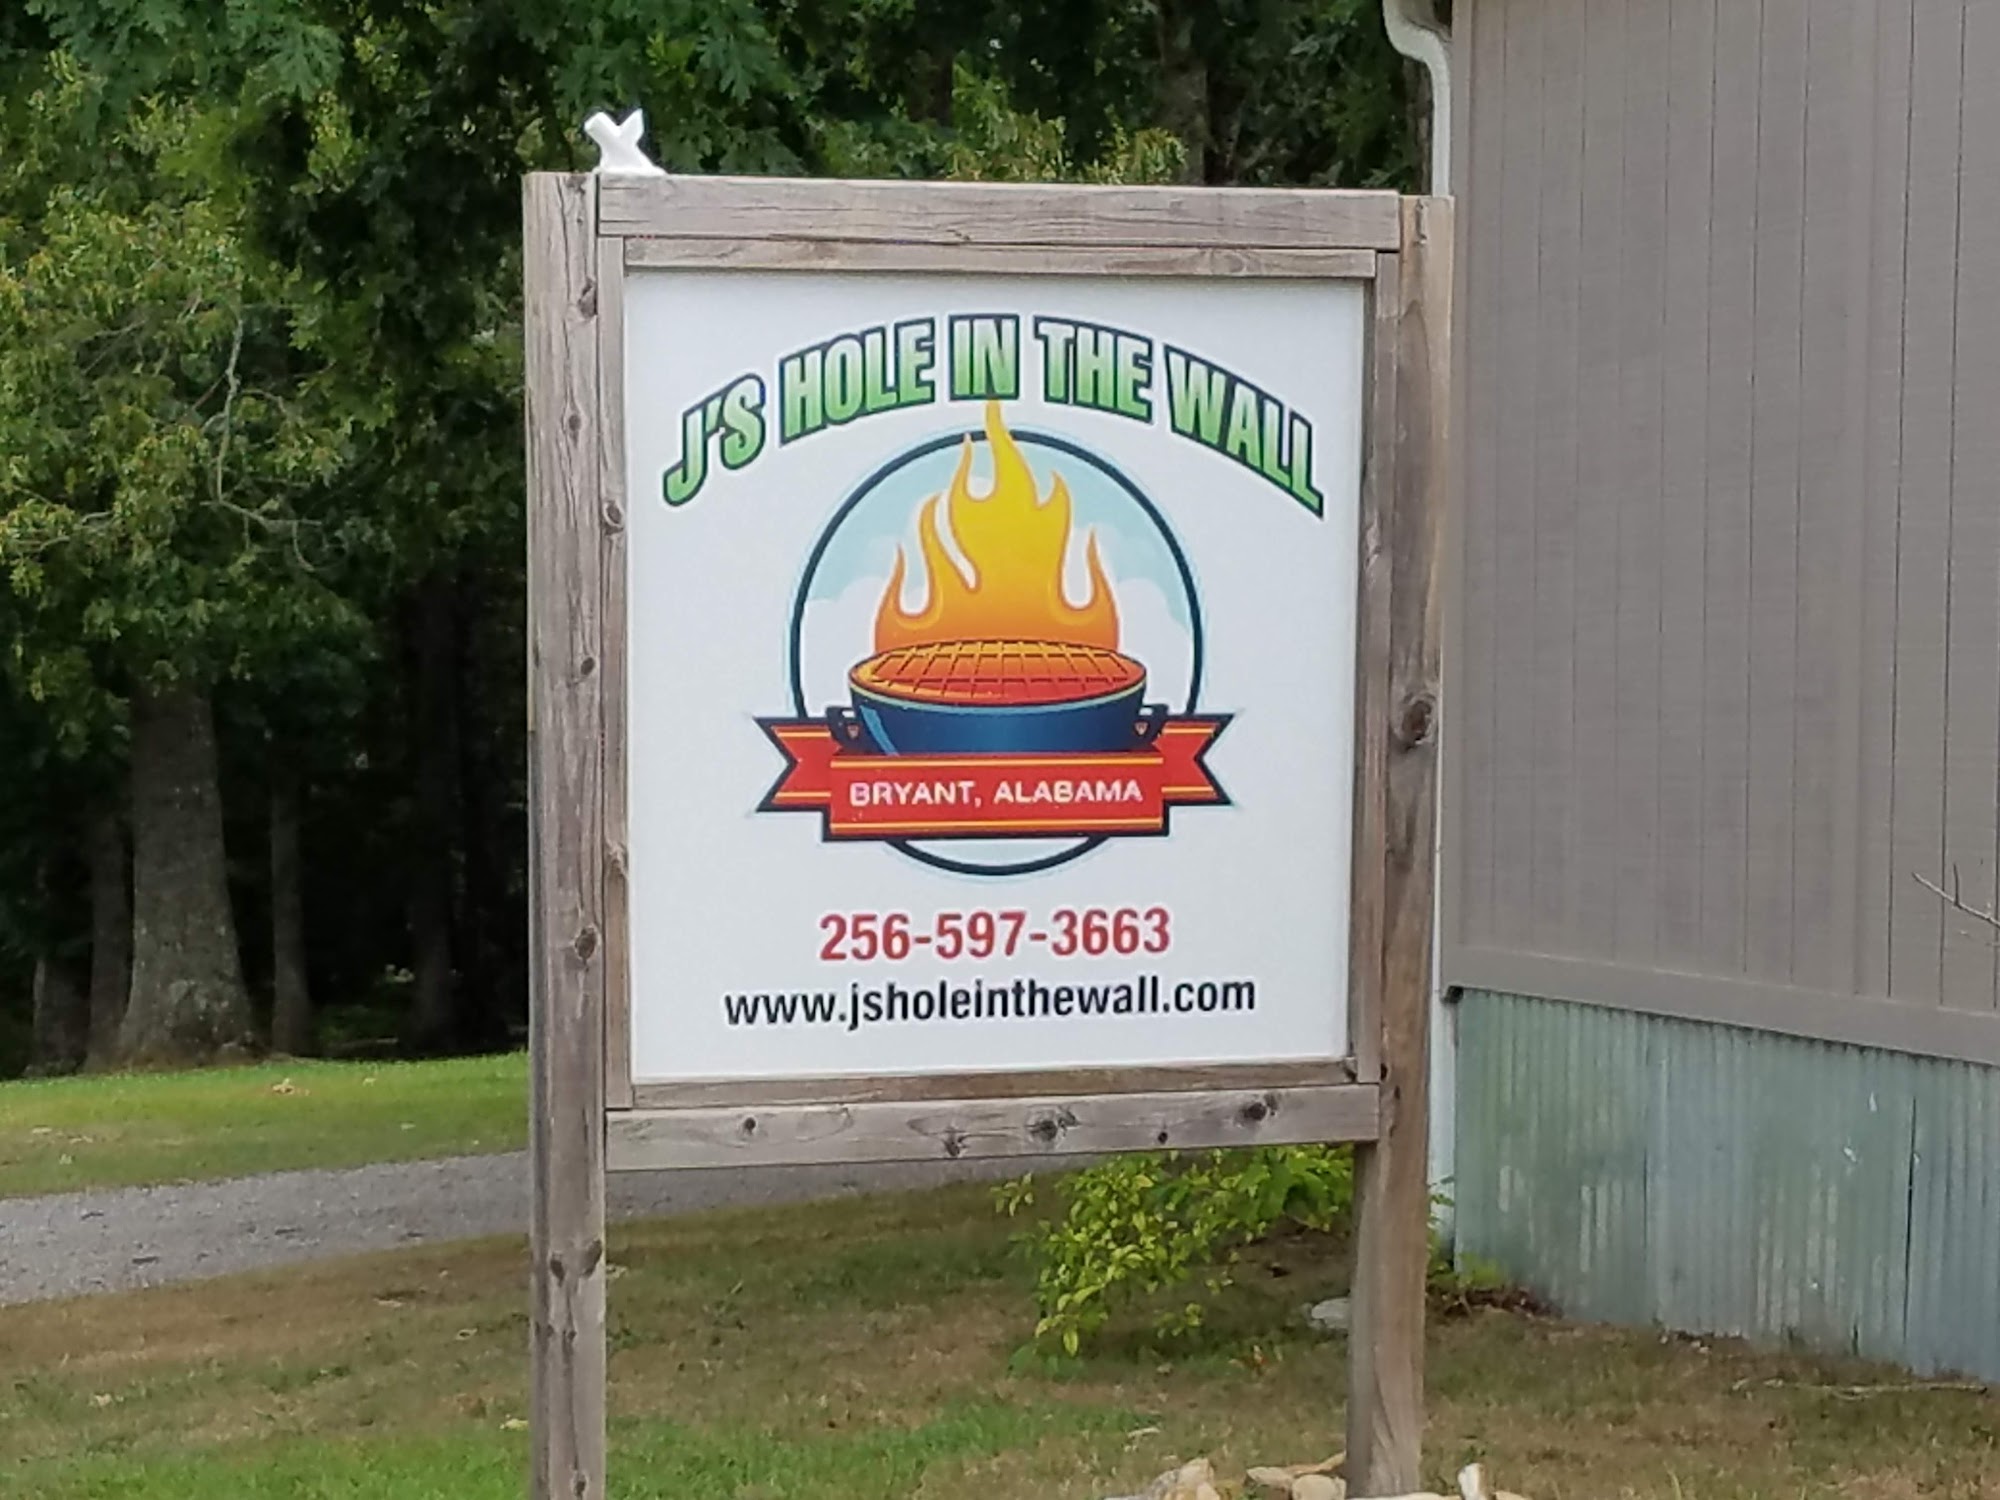 J'S HOLE IN THE WALL
BRYANT, ALABAMA
256-597-3663
www.jsholeinthewall.com